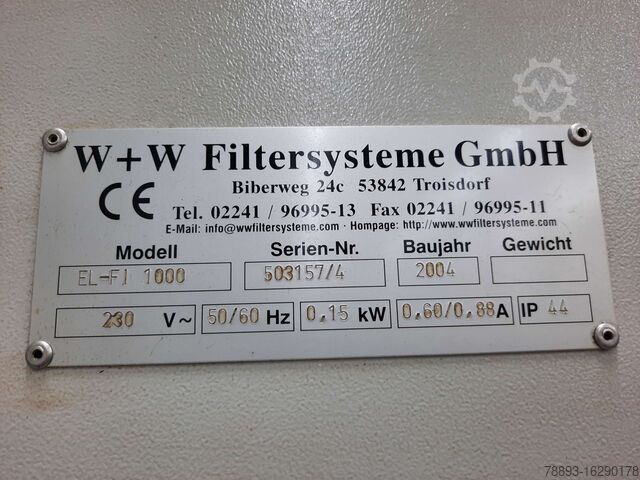 W+W Filtersysteme GmbH
Biberweg 24c 53842 Troisdorf
CE Tel. 02241 / 96995-13 Fax 02241 / 96995-11
E-Mail: info@wwfiltersysteme.com · Hompage: http://www.wwfiltersysteme.com
Modell Serien-Nr. Baujahr Gewicht
EL-FI 1000 503157/4 2004
230 V~ 50/60 Hz 0,15 kW 0,60/0,88A IP 44
78893-16290178